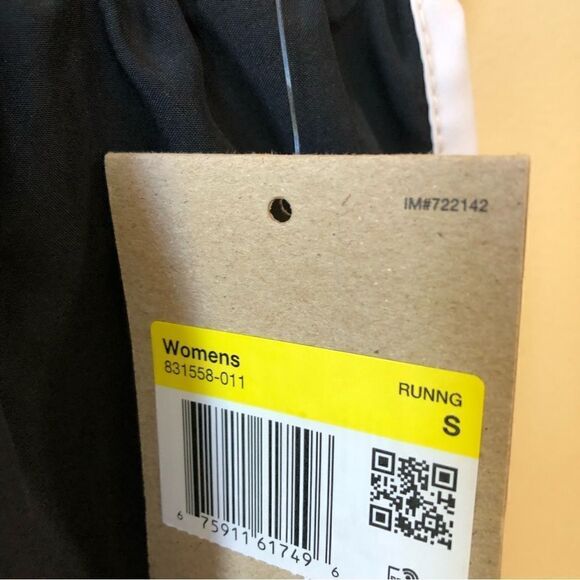 IM#722142
Womens
831558-011
RUNNG
S
6 75911 61749 6